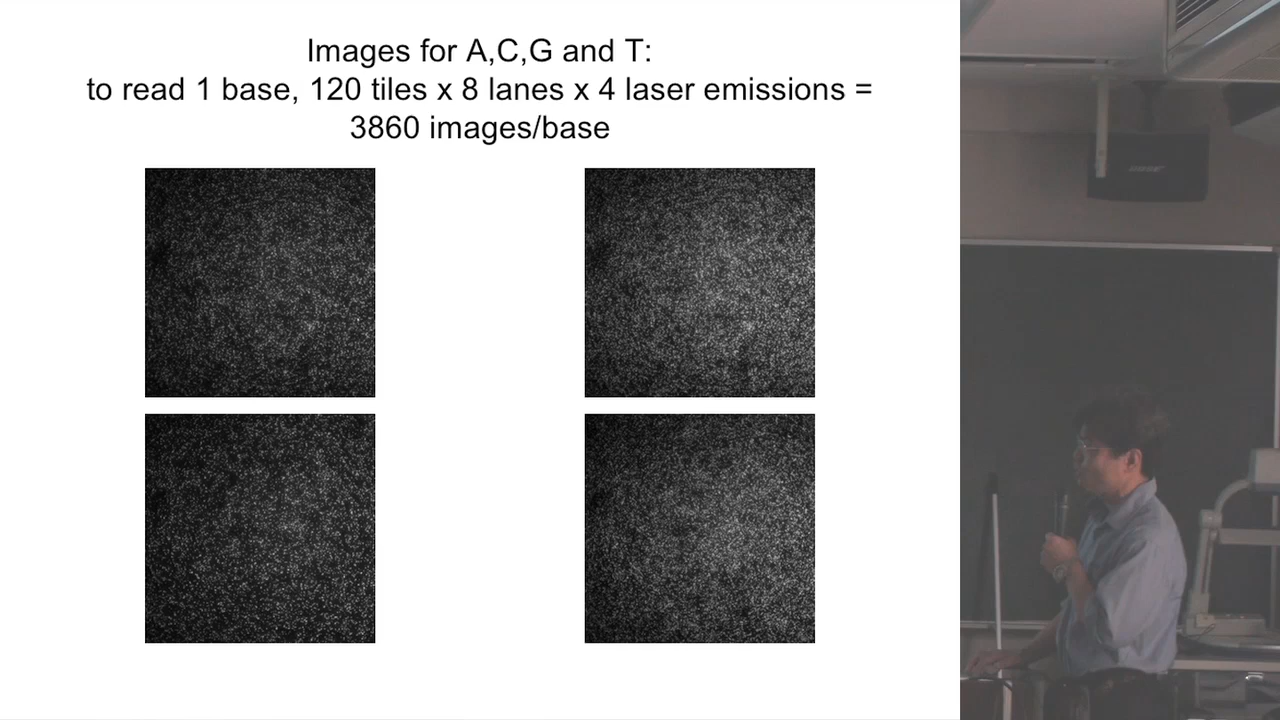 Images for A,C,G and T:
to read 1 base, 120 tiles x 8 lanes x 4 laser emissions =
3860 images/base